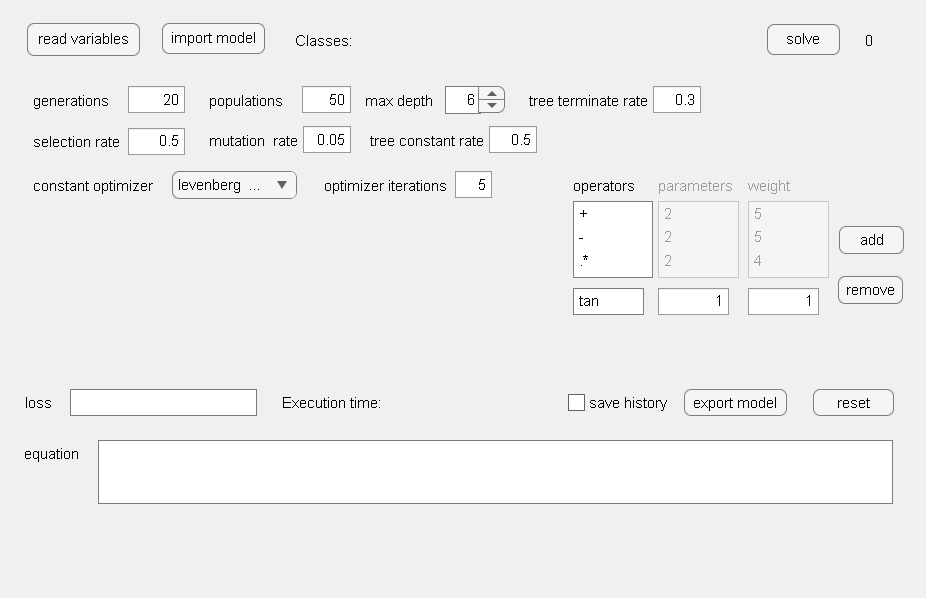 read variables import model Classes: solve 0
generations 20 populations 50 max depth 6 tree terminate rate 0.3
selection rate 0.5 mutation rate 0.05 tree constant rate 0.5
constant optimizer levenberg ... optimizer iterations 5 operators parameters weight
+ 2 5
- 2 5
.* 2 4
add
tan 1 1
remove
loss Execution time: save history export model reset
equation